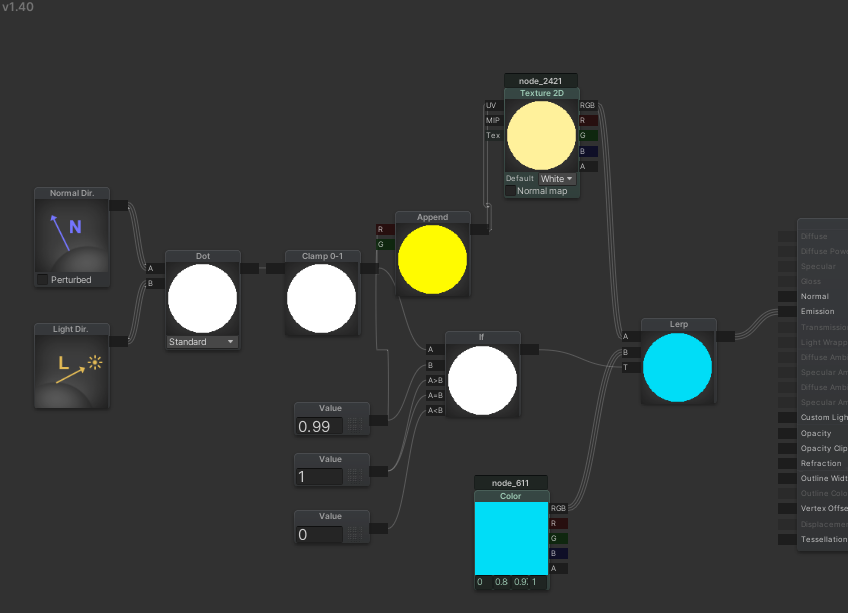 v1.40
node_2421
Texture 2D
UV
MIP
Tex
RGB
R
G
B
A
Default White
Normal map
Normal Dir.
N
Perturbed
Light Dir.
L
Dot
A
B
Standard
Clamp 0-1
Append
R
G
If
A
B
A>B
A=B
A<B
Value
0.99
Value
1
Value
0
node_611
Color
RGB
R
G
B
A
0 0.8 0.9 1
Lerp
A
B
T
Diffuse
Diffuse Pow
Specular
Gloss
Normal
Emission
Transmissi
Light Wrapp
Diffuse Ambi
Specular Am
Diffuse Ambi
Specular Am
Custom Ligh
Opacity
Opacity Clip
Refraction
Outline Widt
Outline Colo
Vertex Offse
Displacemen
Tessellation